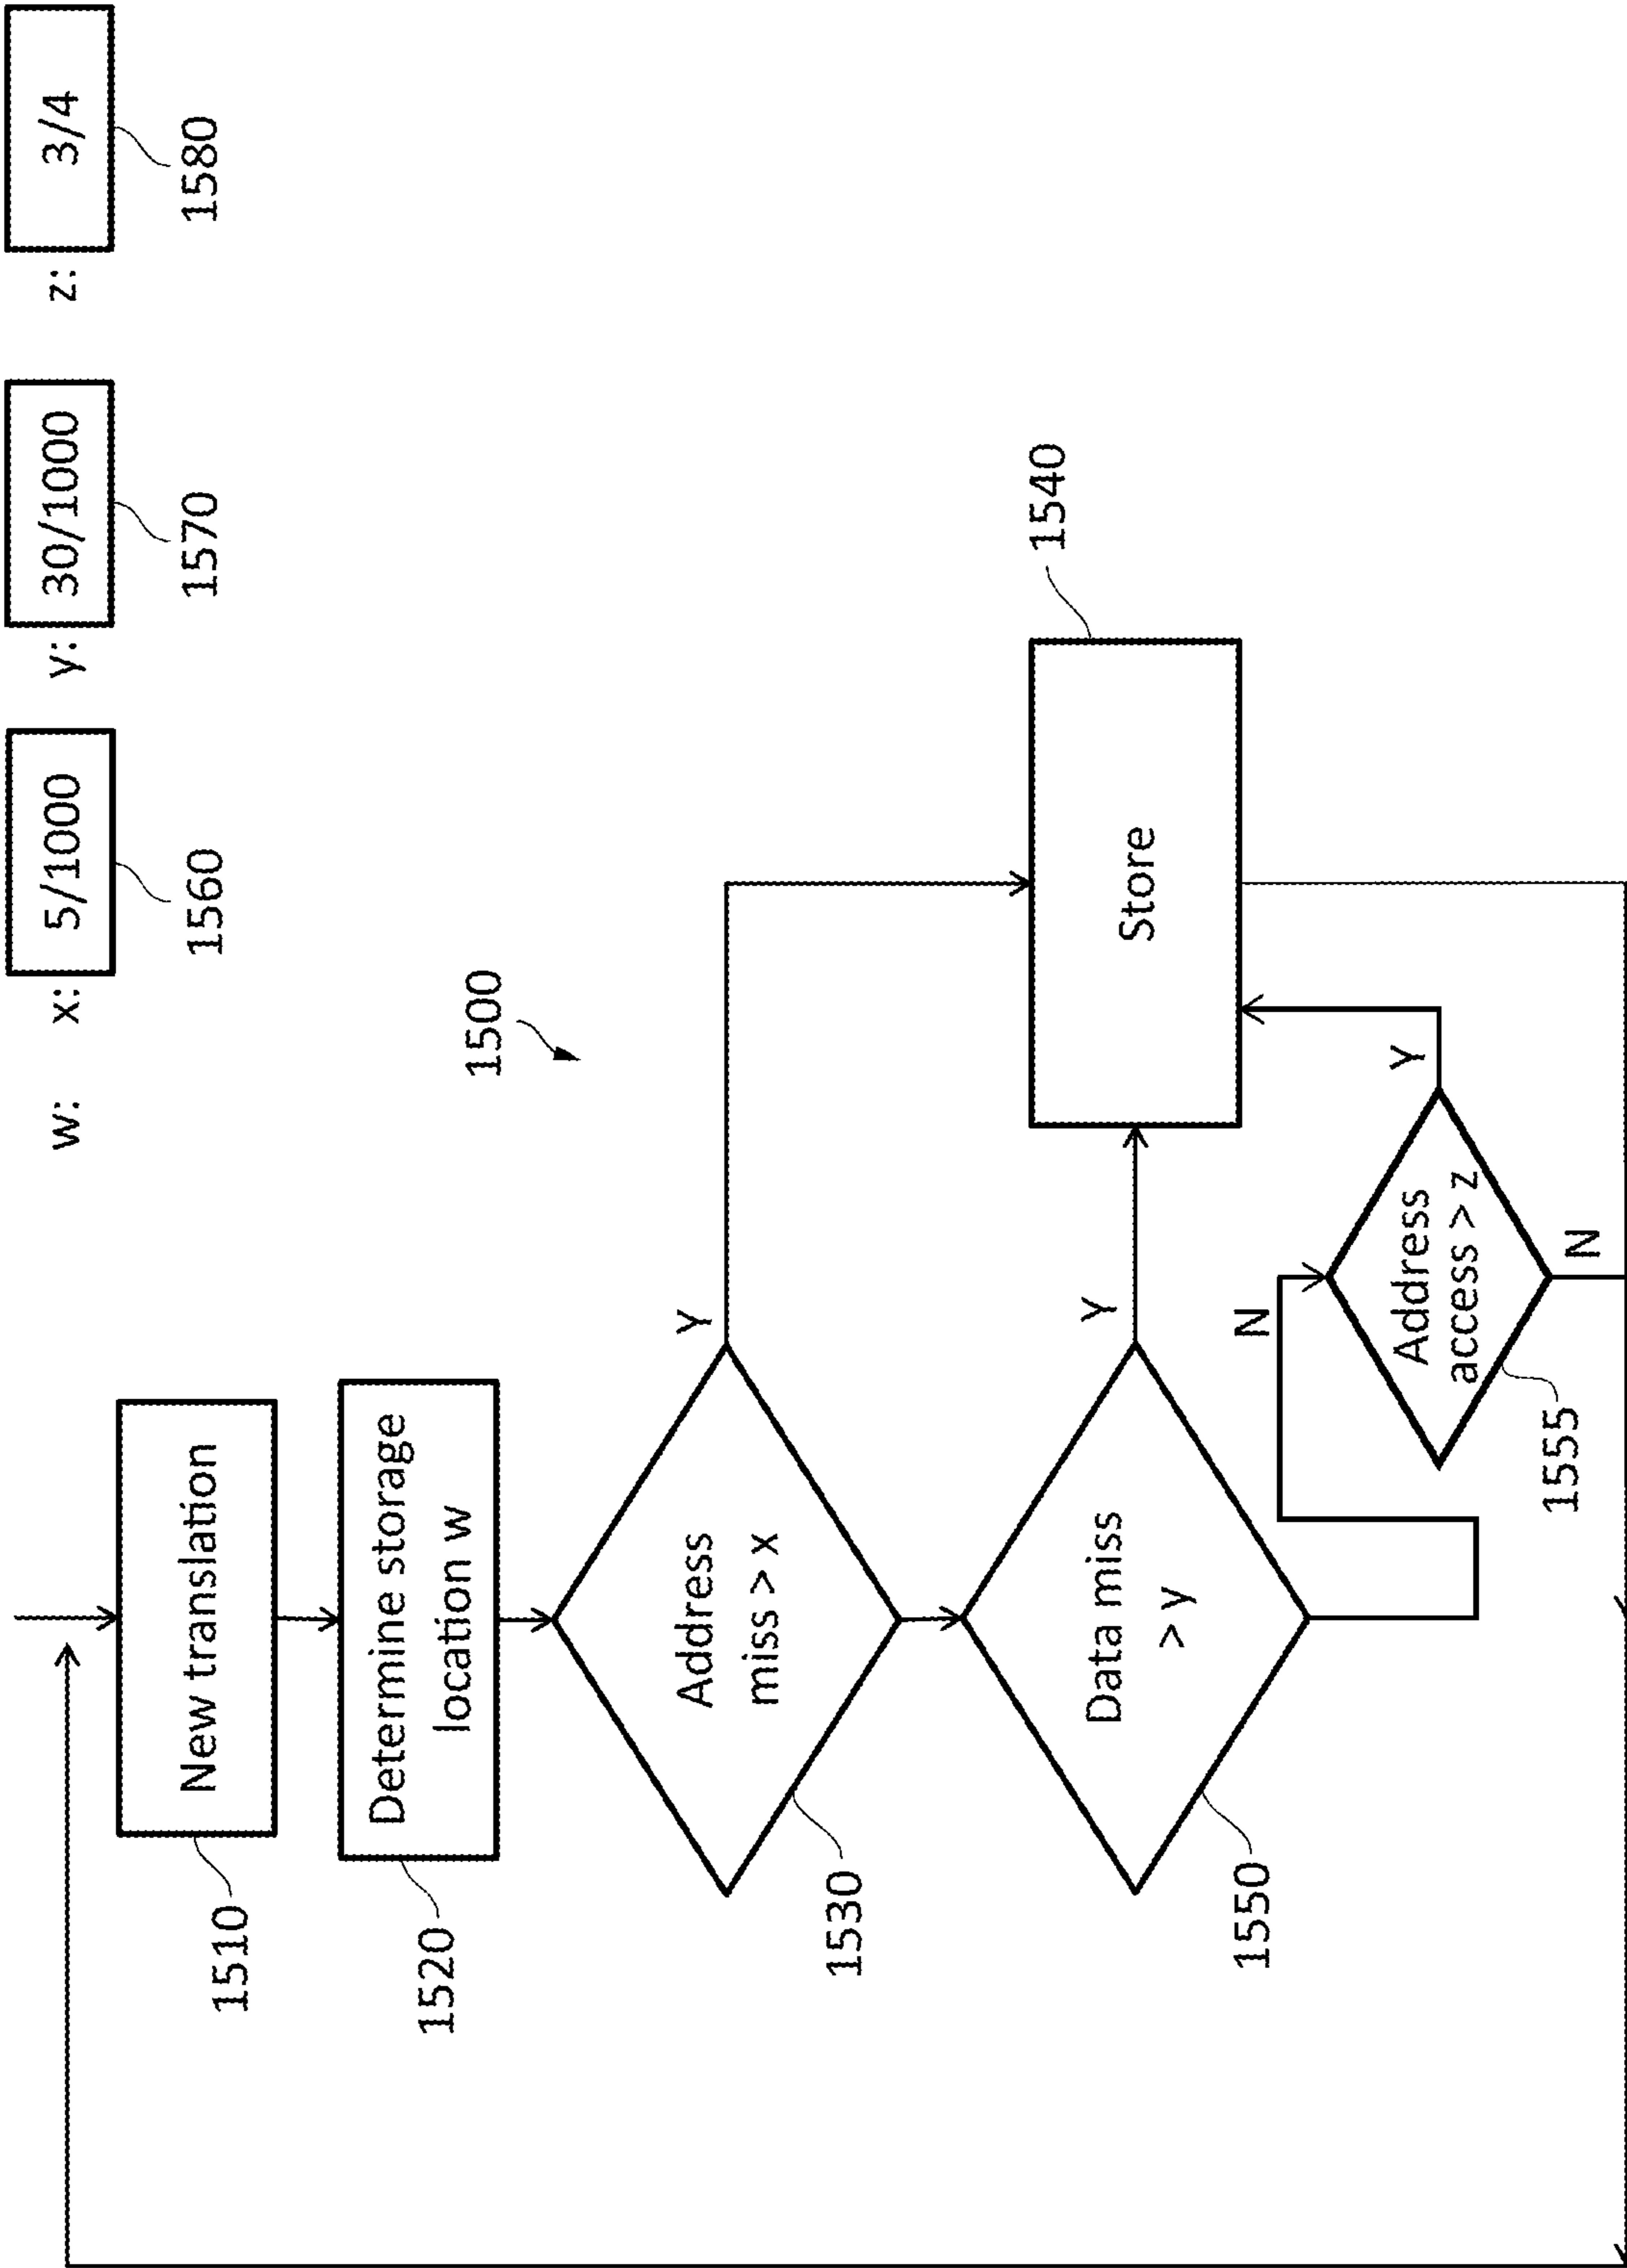 w:
x: 5/1000
1560
y: 30/1000
1570
z: 3/4
1580
1500
New translation
1510
Determine storage
location w
1520
Address
miss > x
Y
1530
Store
1540
Data miss
> y
Y
N
1550
Address
access > z
Y
N
1555